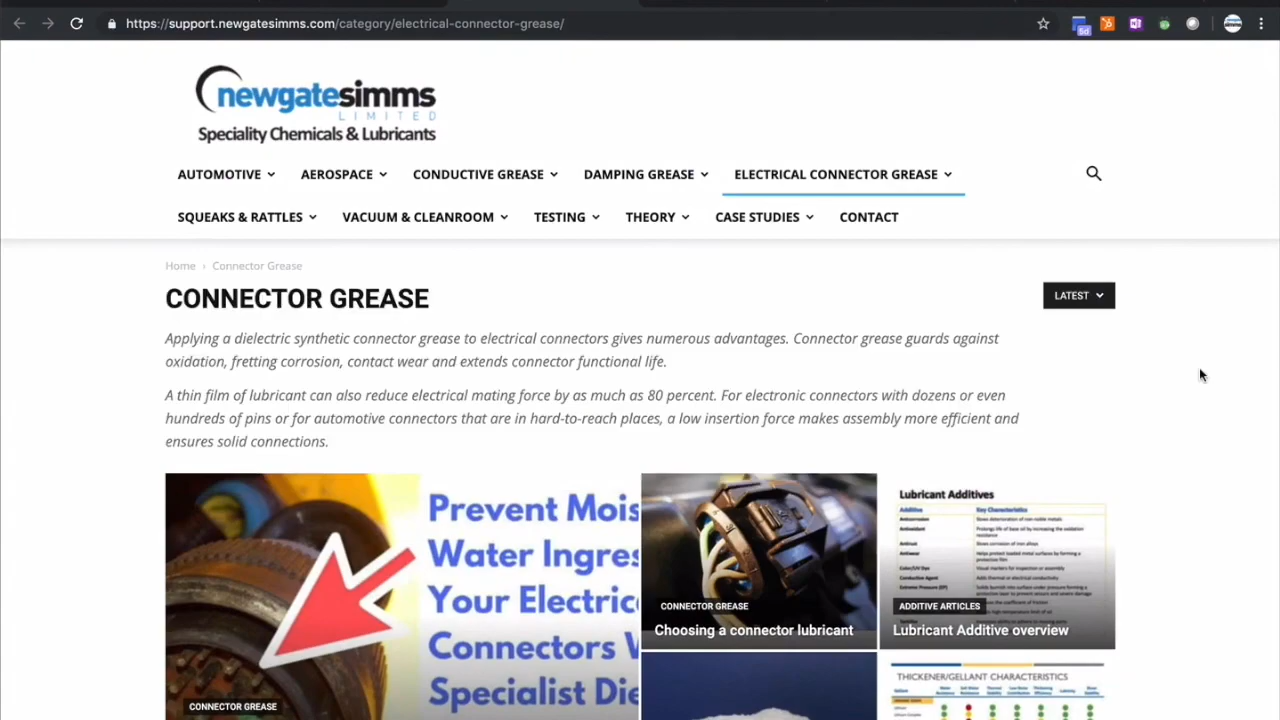 https://support.newgatesimms.com/category/electrical-connector-grease/
5d
newgatesimms
LIMITED
Speciality Chemicals & Lubricants
AUTOMOTIVE AEROSPACE CONDUCTIVE GREASE DAMPING GREASE ELECTRICAL CONNECTOR GREASE
SQUEAKS & RATTLES VACUUM & CLEANROOM TESTING THEORY CASE STUDIES CONTACT
Home › Connector Grease
CONNECTOR GREASE
LATEST
Applying a dielectric synthetic connector grease to electrical connectors gives numerous advantages. Connector grease guards against
oxidation, fretting corrosion, contact wear and extends connector functional life.
A thin film of lubricant can also reduce electrical mating force by as much as 80 percent. For electronic connectors with dozens or even
hundreds of pins or for automotive connectors that are in hard-to-reach places, a low insertion force makes assembly more efficient and
ensures solid connections.
Prevent Mois
Water Ingres
Your Electric
Connectors W
Specialist Die
CONNECTOR GREASE
CONNECTOR GREASE
Choosing a connector lubricant
Lubricant Additives
Additive Key Characteristics
ADDITIVE ARTICLES
Lubricant Additive overview
THICKENER/GELLANT CHARACTERISTICS